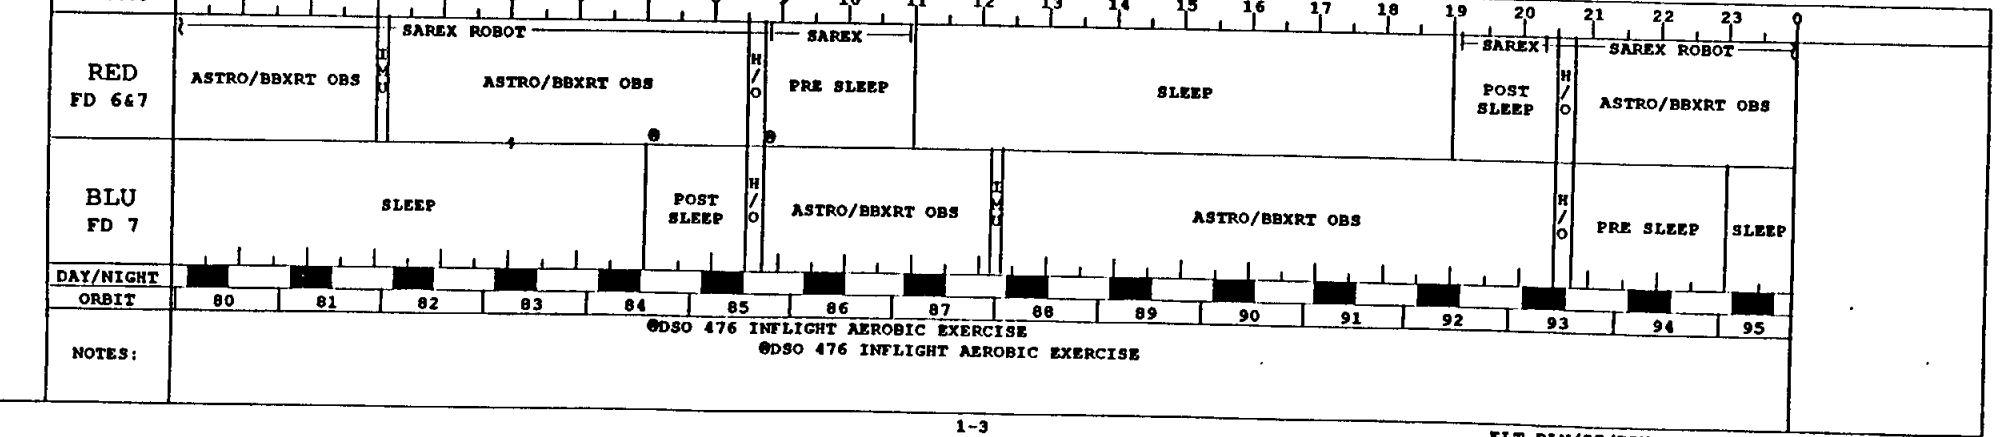 11 12 13 14 15 16 17 18 19 20 21 22 23 0
SAREX ROBOT SAREX SAREX SAREX ROBOT
RED
FD 6&7
ASTRO/BBXRT OBS IMU ASTRO/BBXRT OBS H/O PRE SLEEP SLEEP POST SLEEP H/O ASTRO/BBXRT OBS
BLU
FD 7
SLEEP POST SLEEP H/O ASTRO/BBXRT OBS IMU ASTRO/BBXRT OBS H/O PRE SLEEP SLEEP
DAY/NIGHT
ORBIT 80 81 82 83 84 85 86 87 88 89 90 91 92 93 94 95
@DSO 476 INFLIGHT AEROBIC EXERCISE
@DSO 476 INFLIGHT AEROBIC EXERCISE
NOTES:
1-3